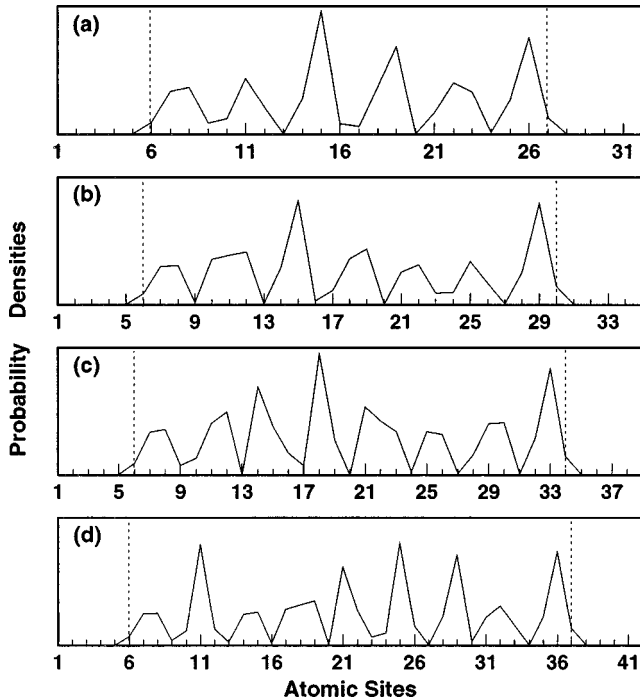 (a)
1 6 11 16 21 26 31
(b)
1 5 9 13 17 21 25 29 33
(c)
1 5 9 13 17 21 25 29 33 37
(d)
1 6 11 16 21 26 31 36 41
Atomic Sites
Probability Densities